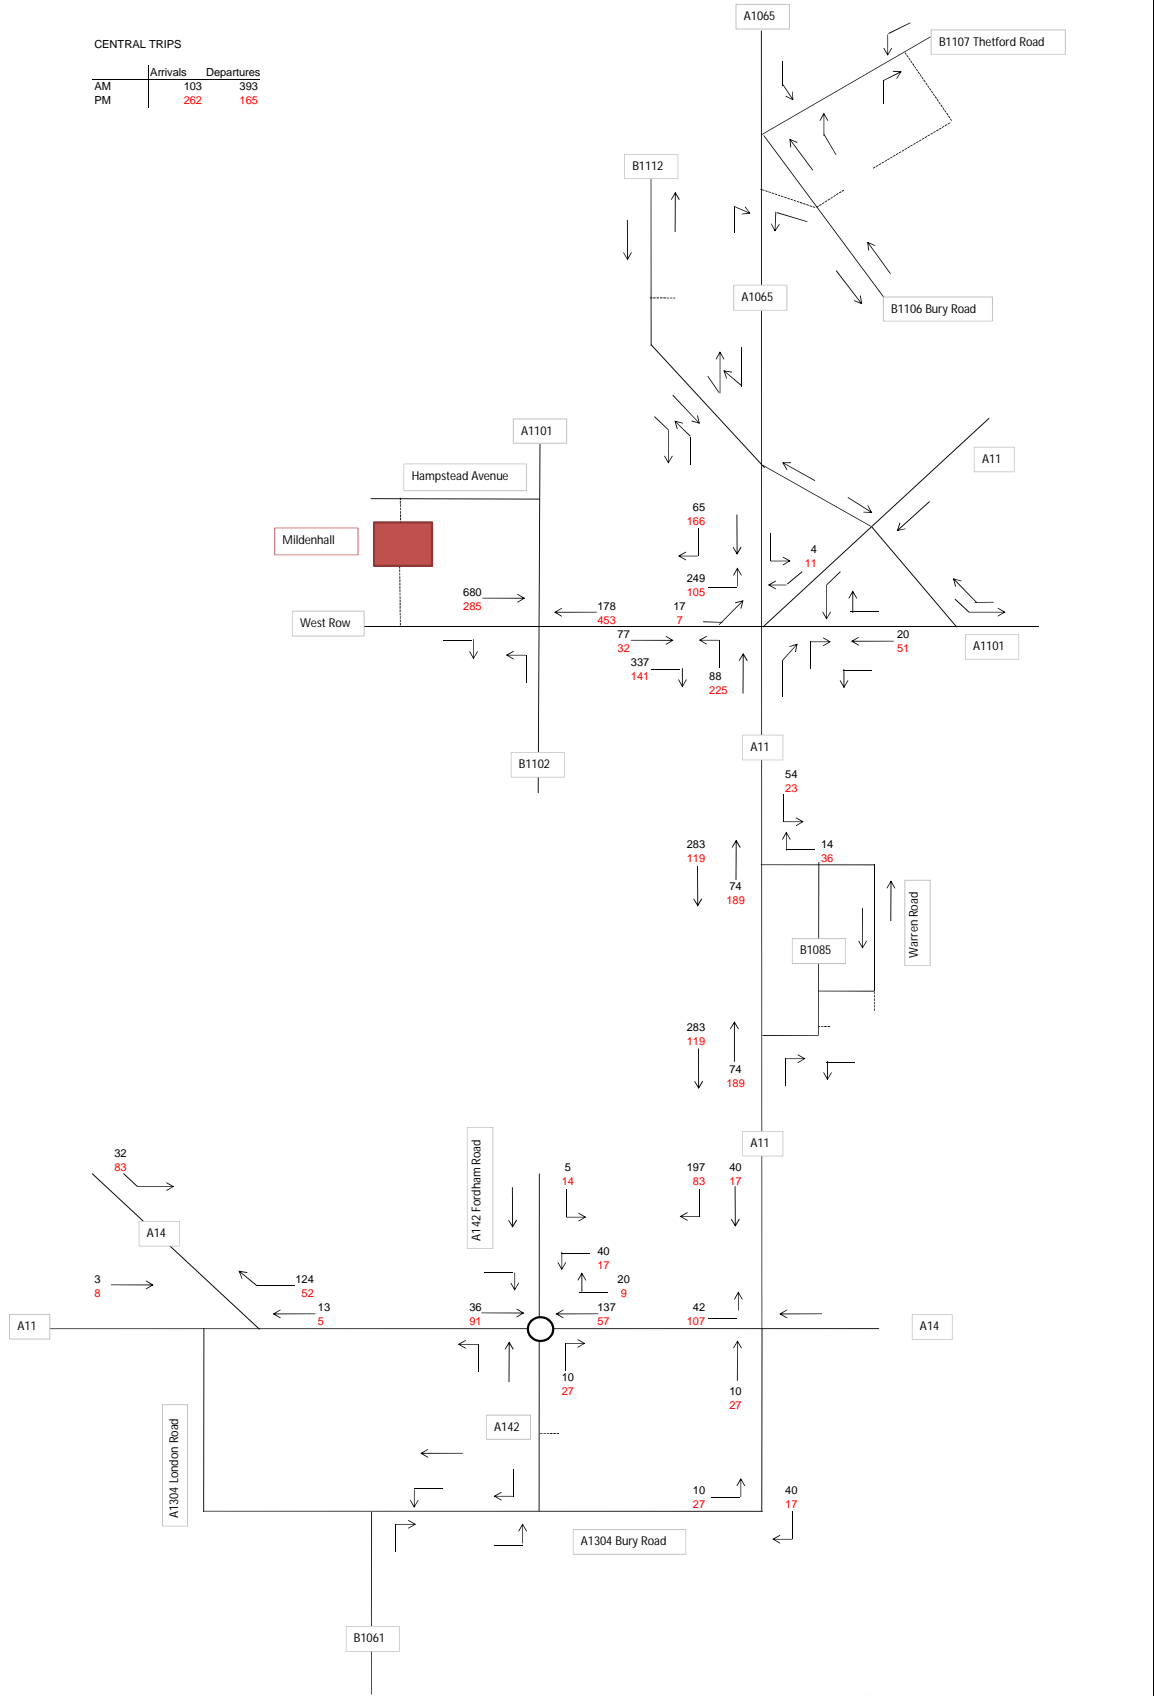 A1065
B1107 Thetford Road
CENTRAL TRIPS
Arrivals Departures
AM 103 393
PM 262 165
B1112
A1065
B1106 Bury Road
A1101
A11
Hampstead Avenue
65
166
Mildenhall
4
11
249
105
680
285
178
453
17
7
West Row
77
32
20
51
A1101
337
141
88
225
A11
B1102
54
23
283
119
14
36
74
189
Warren Road
B1085
283
119
74
189
A11
A142 Fordham Road
32
83
5
14
197
83
40
17
A14
40
17
3
8
124
52
20
9
13
5
36
91
137
57
42
107
A11
A14
10
27
10
27
A142
A1304 London Road
10
27
40
17
A1304 Bury Road
B1061